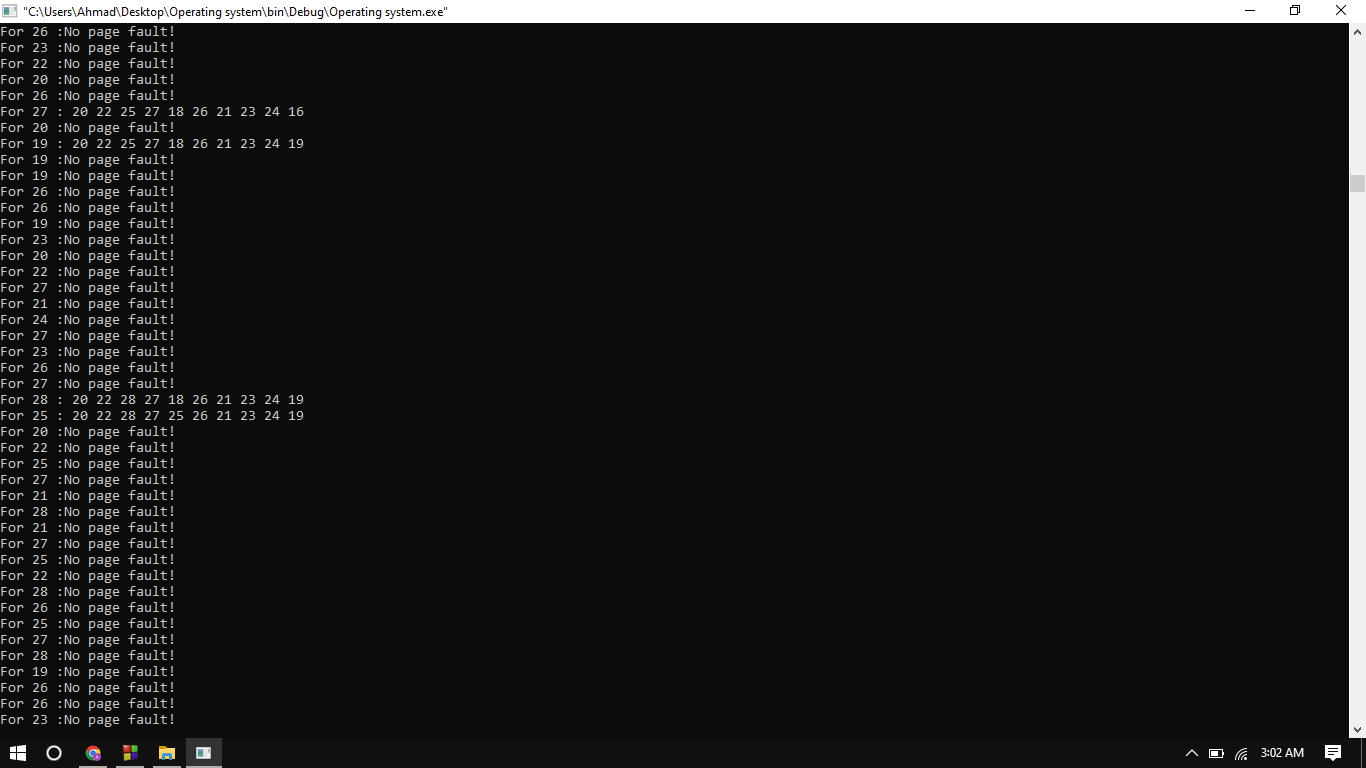 "C:\Users\Ahmad\Desktop\Operating system\bin\Debug\Operating system.exe"
For 26 :No page fault!
For 23 :No page fault!
For 22 :No page fault!
For 20 :No page fault!
For 26 :No page fault!
For 27 : 20 22 25 27 18 26 21 23 24 16
For 20 :No page fault!
For 19 : 20 22 25 27 18 26 21 23 24 19
For 19 :No page fault!
For 19 :No page fault!
For 26 :No page fault!
For 26 :No page fault!
For 19 :No page fault!
For 23 :No page fault!
For 20 :No page fault!
For 22 :No page fault!
For 27 :No page fault!
For 21 :No page fault!
For 24 :No page fault!
For 27 :No page fault!
For 23 :No page fault!
For 26 :No page fault!
For 27 :No page fault!
For 28 : 20 22 28 27 18 26 21 23 24 19
For 25 : 20 22 28 27 25 26 21 23 24 19
For 20 :No page fault!
For 22 :No page fault!
For 25 :No page fault!
For 27 :No page fault!
For 21 :No page fault!
For 28 :No page fault!
For 21 :No page fault!
For 27 :No page fault!
For 25 :No page fault!
For 22 :No page fault!
For 28 :No page fault!
For 26 :No page fault!
For 25 :No page fault!
For 27 :No page fault!
For 28 :No page fault!
For 19 :No page fault!
For 26 :No page fault!
For 26 :No page fault!
For 23 :No page fault!
3:02 AM